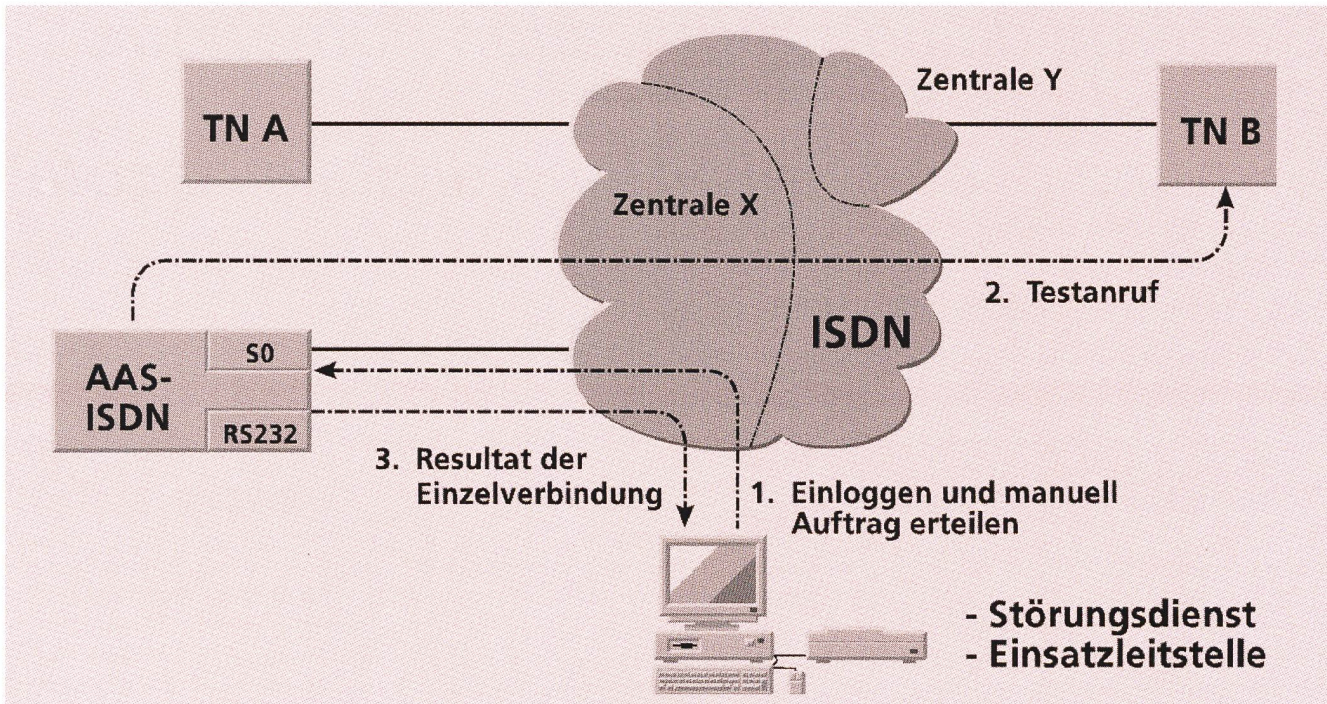 TN A
Zentrale Y
TN B
Zentrale X
2. Testanruf
ISDN
S0
AAS-
ISDN
RS232
3. Resultat der
Einzelverbindung
1. Einloggen und manuell
Auftrag erteilen
- Störungsdienst
- Einsatzleitstelle